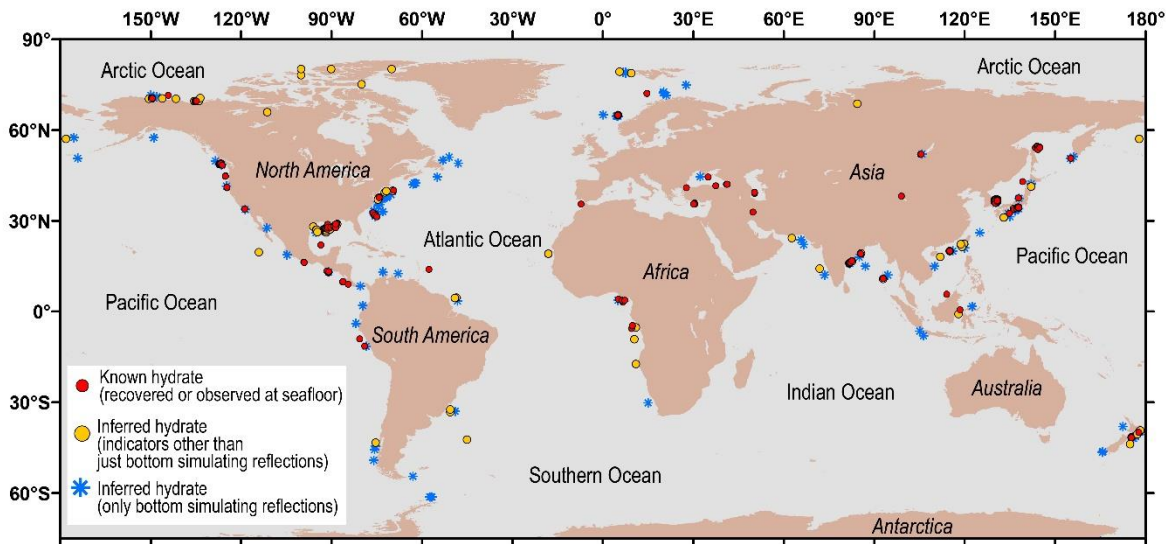 150°W 120°W 90°W 60°W 30°W 0° 30°E 60°E 90°E 120°E 150°E 180°
90°
Arctic Ocean Arctic Ocean
60°N
North America Asia
30°N
Atlantic Ocean Pacific Ocean
Africa
Pacific Ocean
0°
South America
Indian Ocean Australia
30°S
Known hydrate
(recovered or observed at seafloor)
Inferred hydrate
(indicators other than
just bottom simulating reflections)
Southern Ocean
60°S
Inferred hydrate
(only bottom simulating reflections)
Antarctica